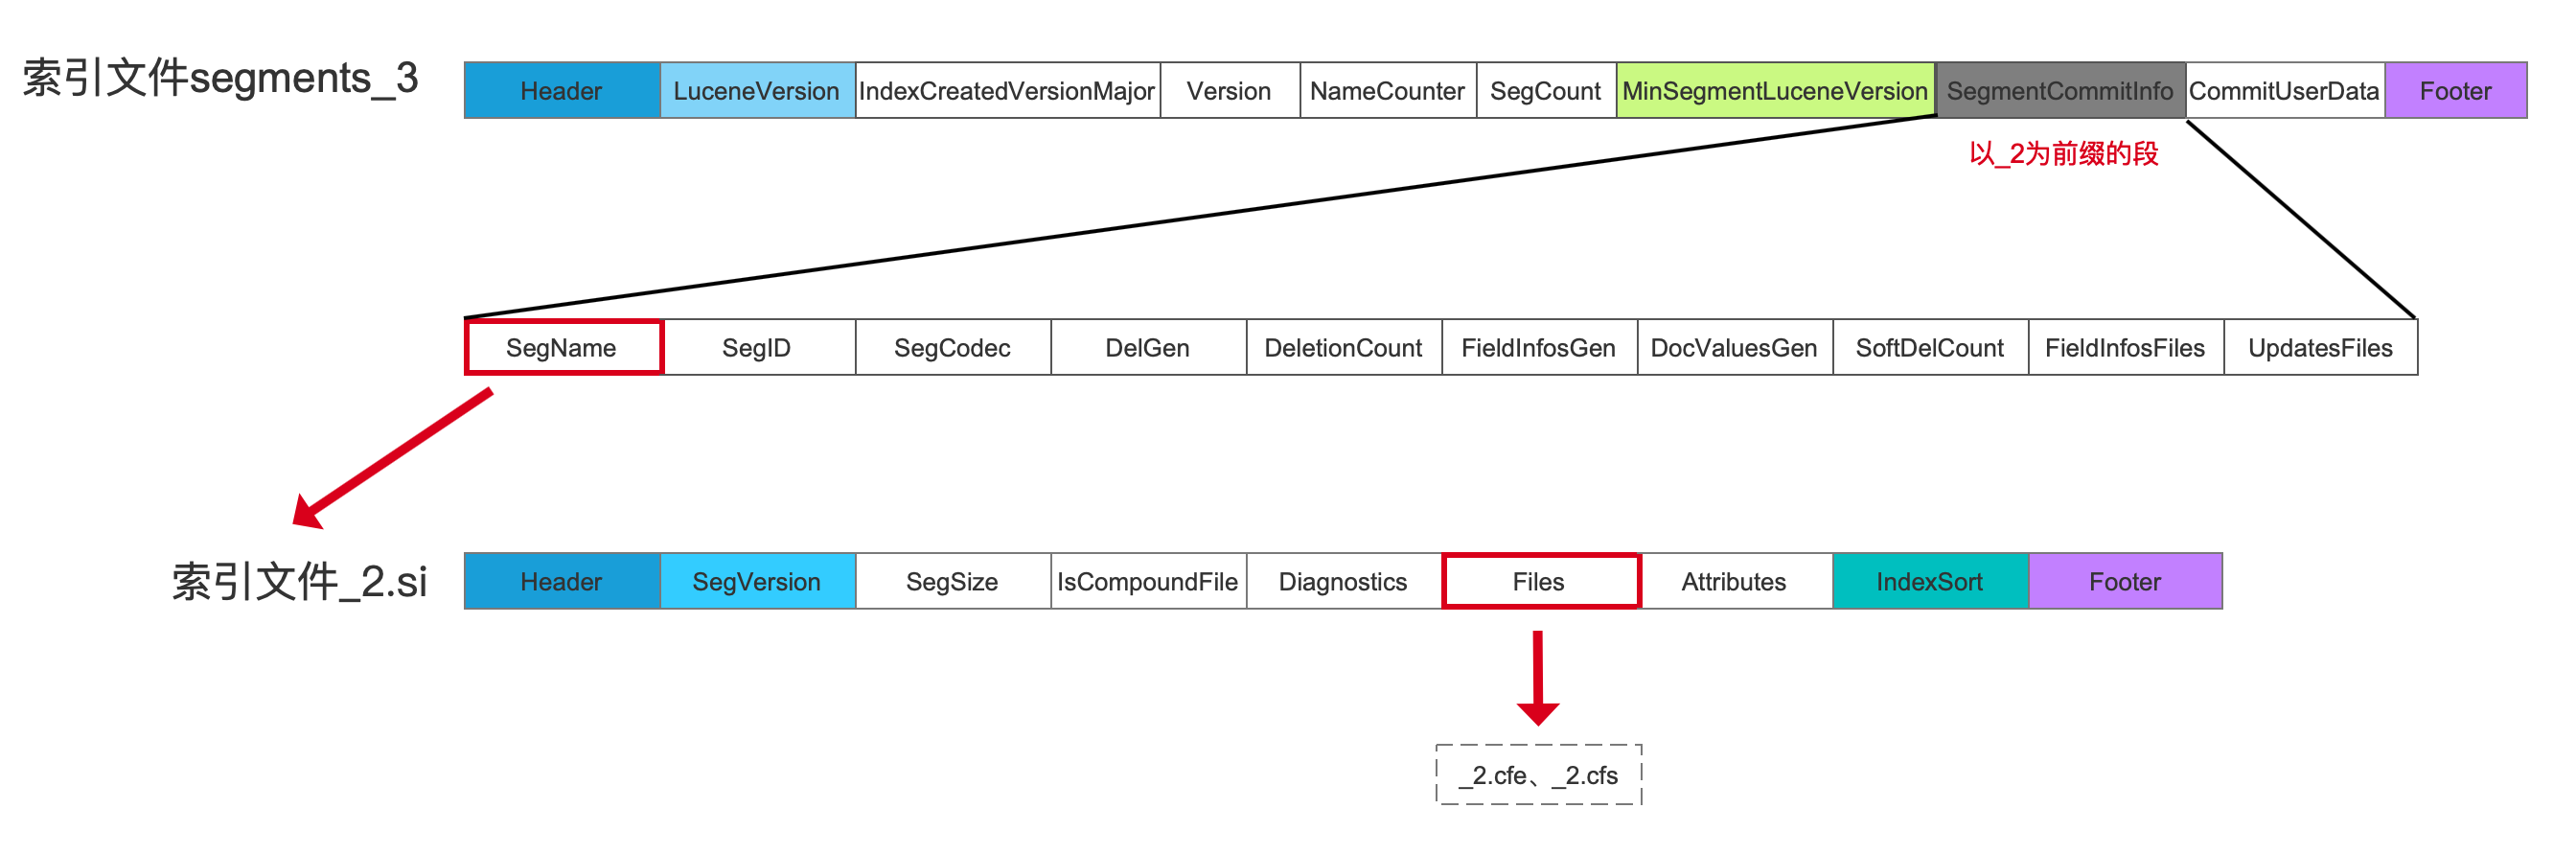 索引文件segments_3
Header LuceneVersion IndexCreatedVersionMajor Version NameCounter SegCount MinSegmentLuceneVersion SegmentCommitInfo CommitUserData Footer
以_2为前缀的段
SegName SegID SegCodec DelGen DeletionCount FieldInfosGen DocValuesGen SoftDelCount FieldInfosFiles UpdatesFiles
索引文件_2.si
Header SegVersion SegSize IsCompoundFile Diagnostics Files Attributes IndexSort Footer
_2.cfe、_2.cfs